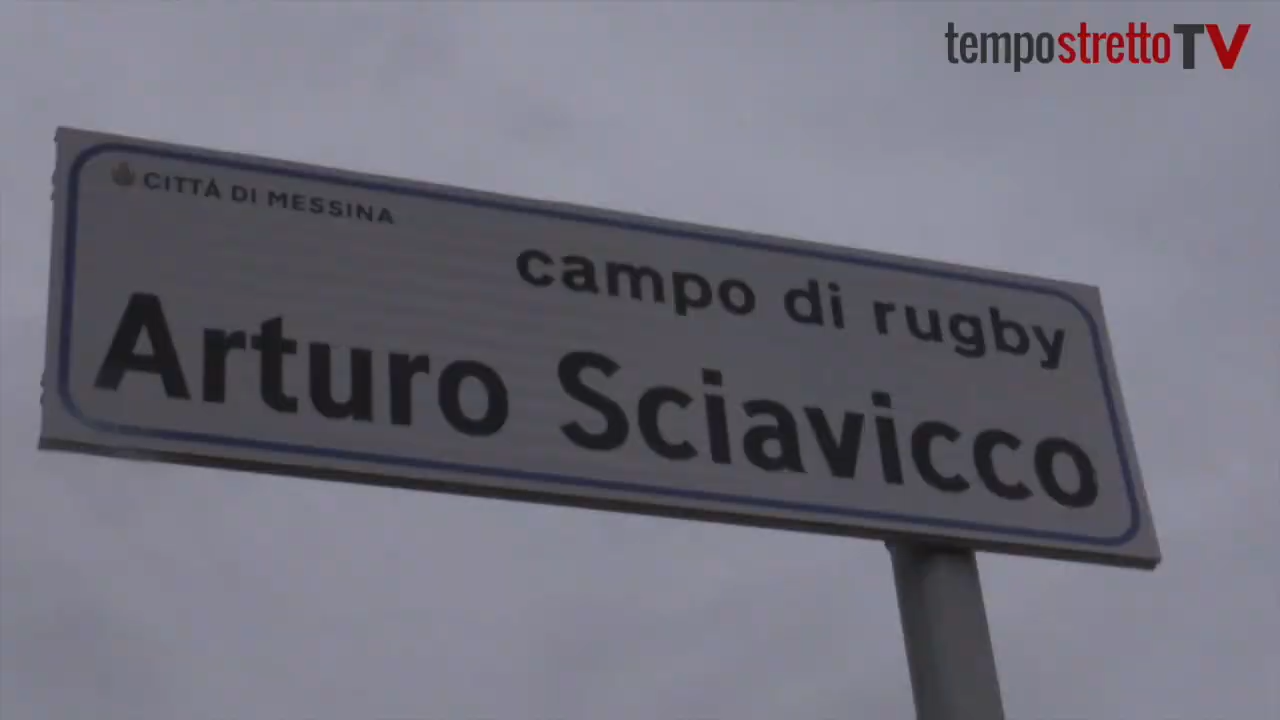 tempostrettoTV
CITTÀ DI MESSINA
campo di rugby
Arturo Sciavicco